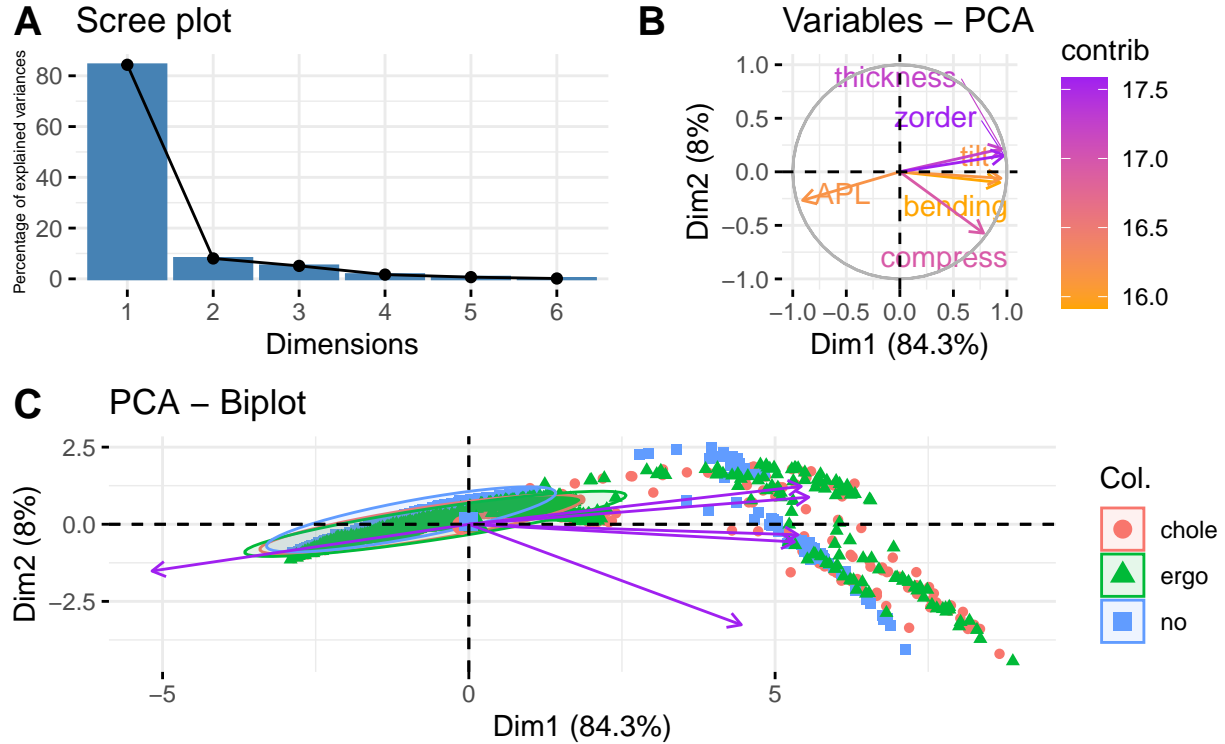 A Scree plot
Percentage of explained variances
80
60
40
20
0
1 2 3 4 5 6
Dimensions
B Variables − PCA
Dim2 (8%)
1.0
0.5
0.0
−0.5
−1.0
thickness
zorder
tilt
APL
bending
compress
−1.0 −0.5 0.0 0.5 1.0
Dim1 (84.3%)
contrib
17.5
17.0
16.5
16.0
C PCA − Biplot
Dim2 (8%)
2.5
0.0
−2.5
−5 0 5
Dim1 (84.3%)
Col.
chole
ergo
no